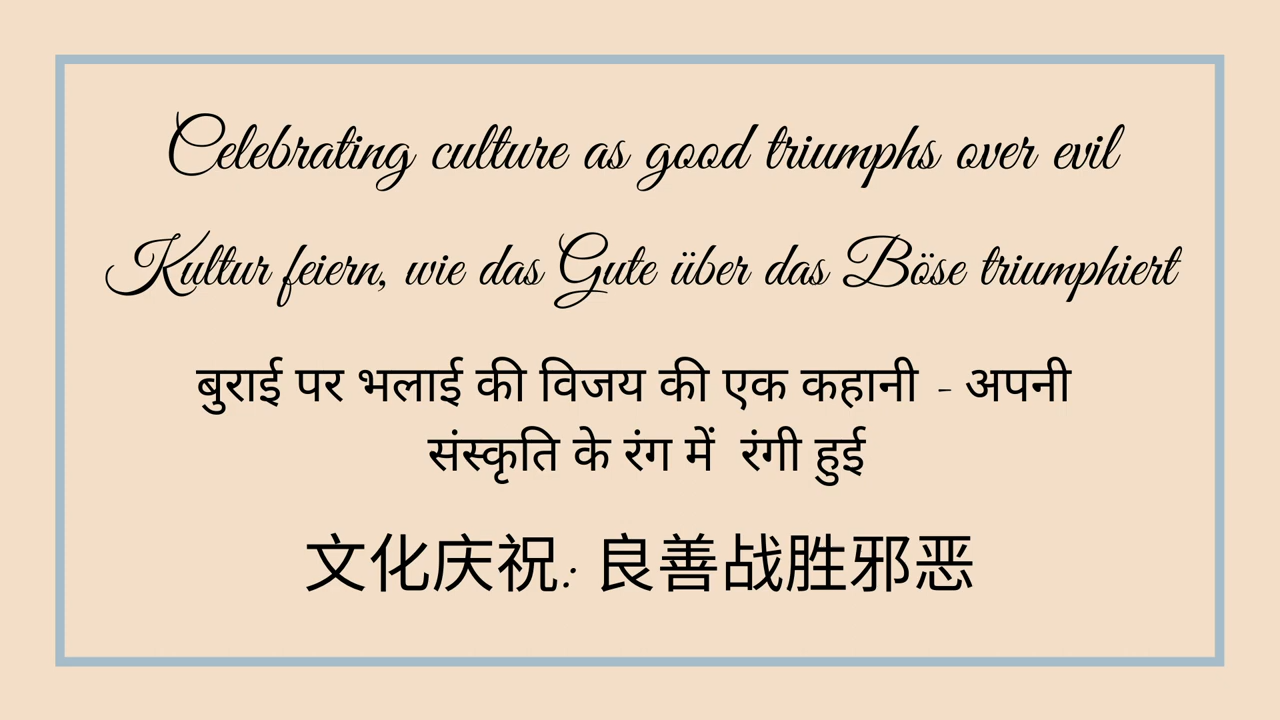 Celebrating culture as good triumphs over evil
Kultur feiern, wie das Gute über das Böse triumphiert
बुराई पर भलाई की विजय की एक कहानी - अपनी
संस्कृति के रंग में रंगी हुई
文化庆祝: 良善战胜邪恶